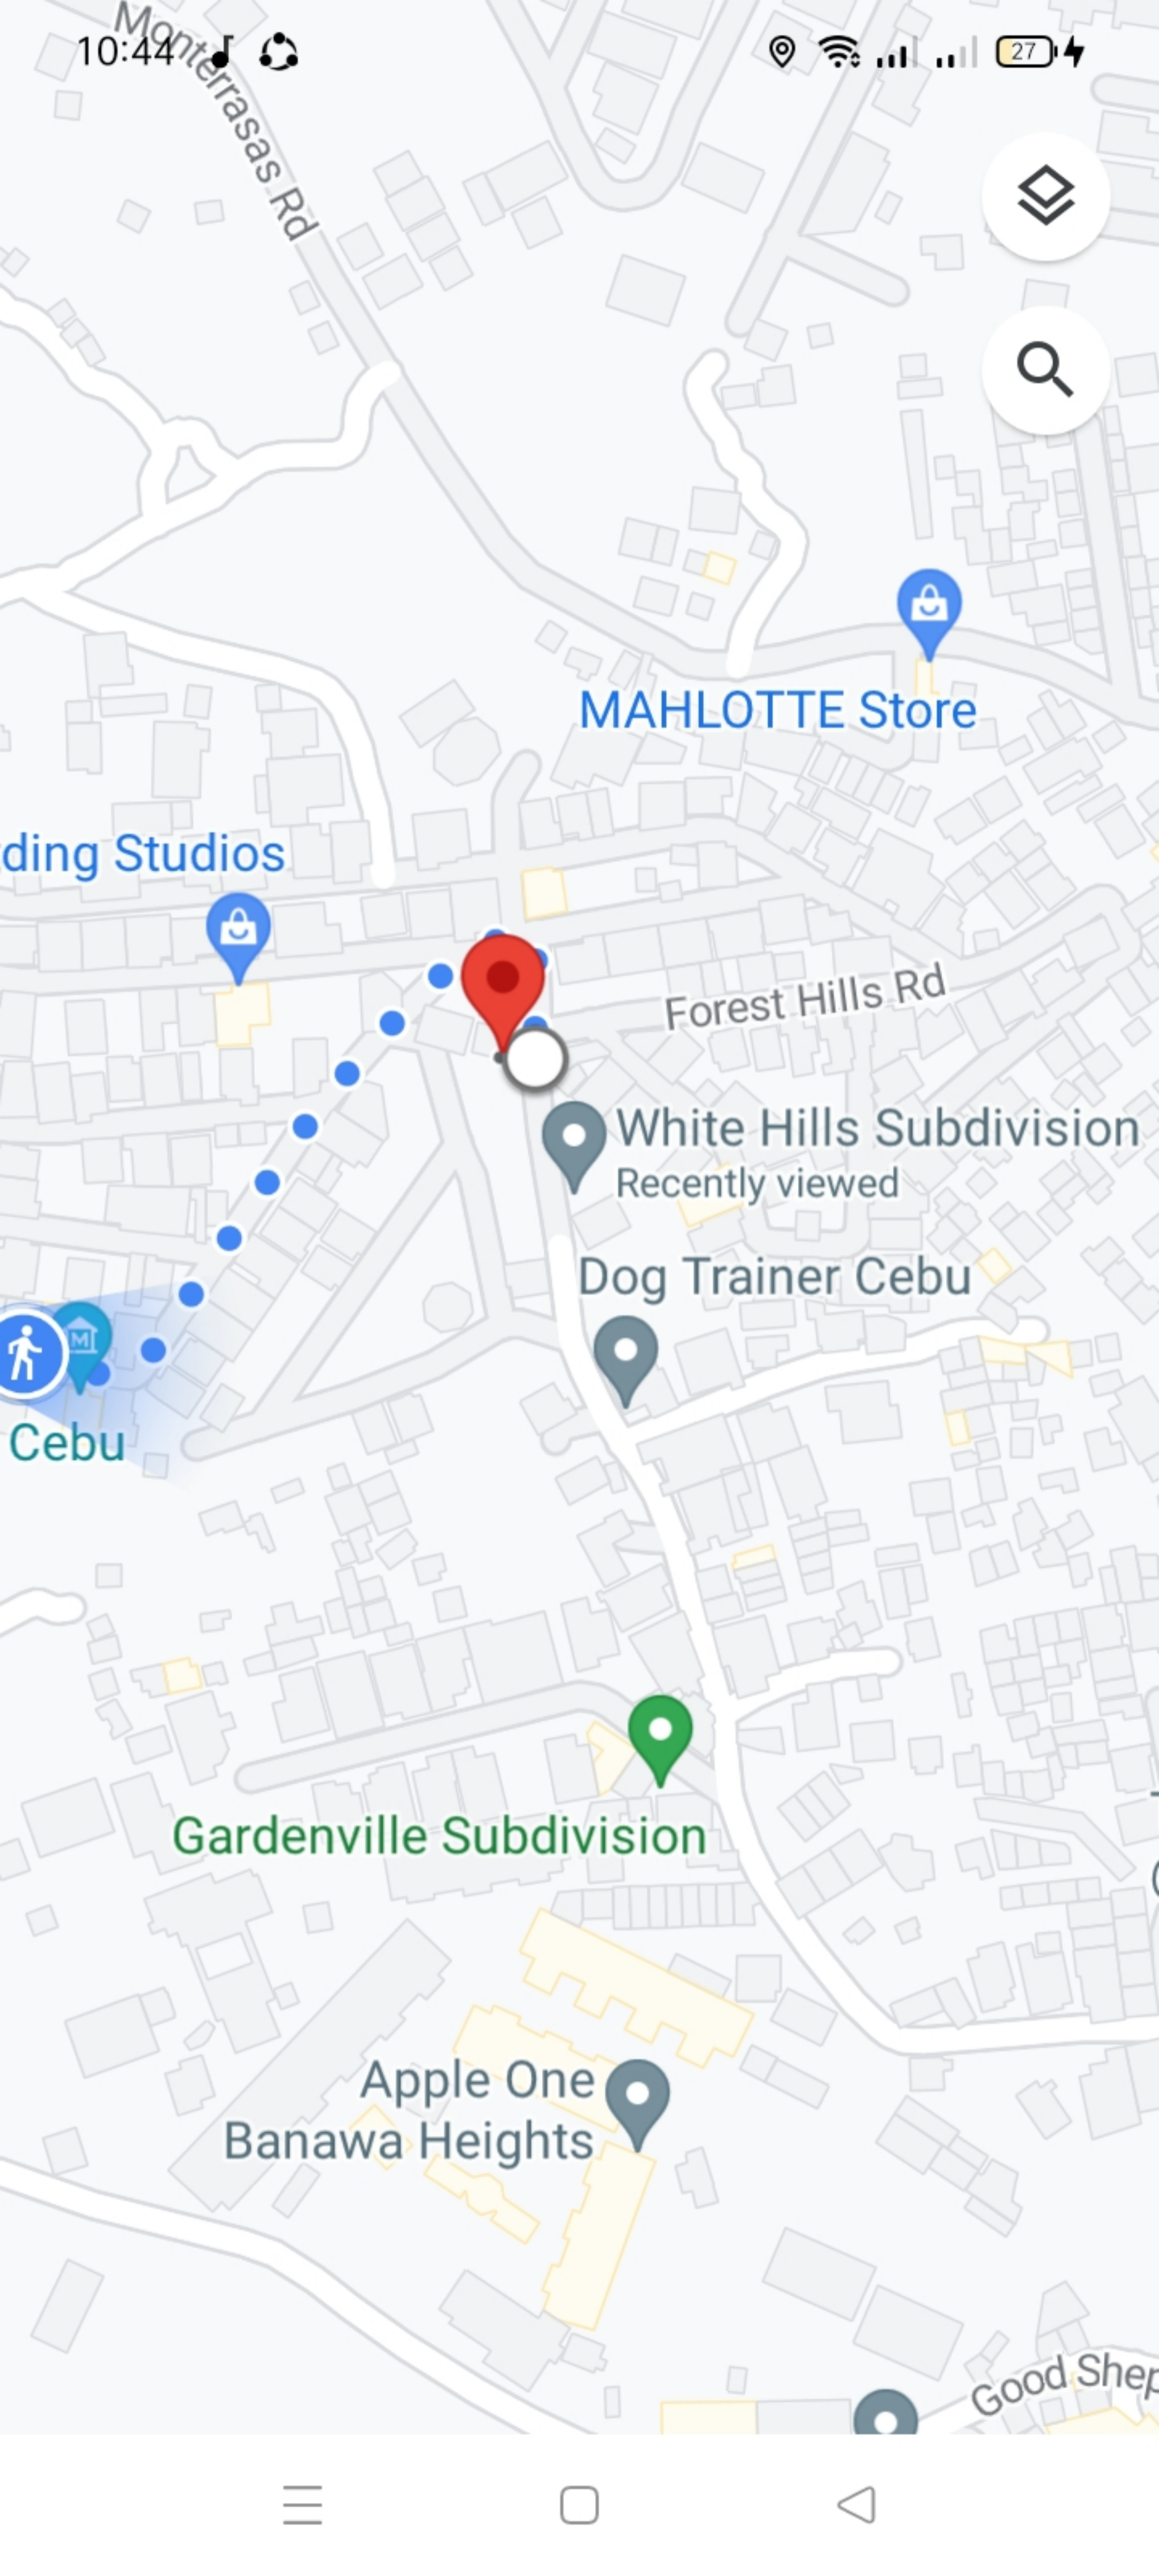 10:44
27
Monterrasas Rd
MAHLOTTE Store
ding Studios
Forest Hills Rd
White Hills Subdivision
Recently viewed
Dog Trainer Cebu
M
Cebu
Gardenville Subdivision
Apple One
Banawa Heights
Good Shep